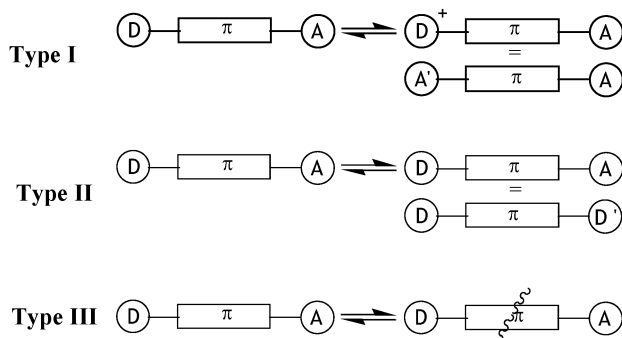 D π A D + π A
Type I =
A' π A
D π A D π A
Type II =
D π D'
Type III D π A D π A